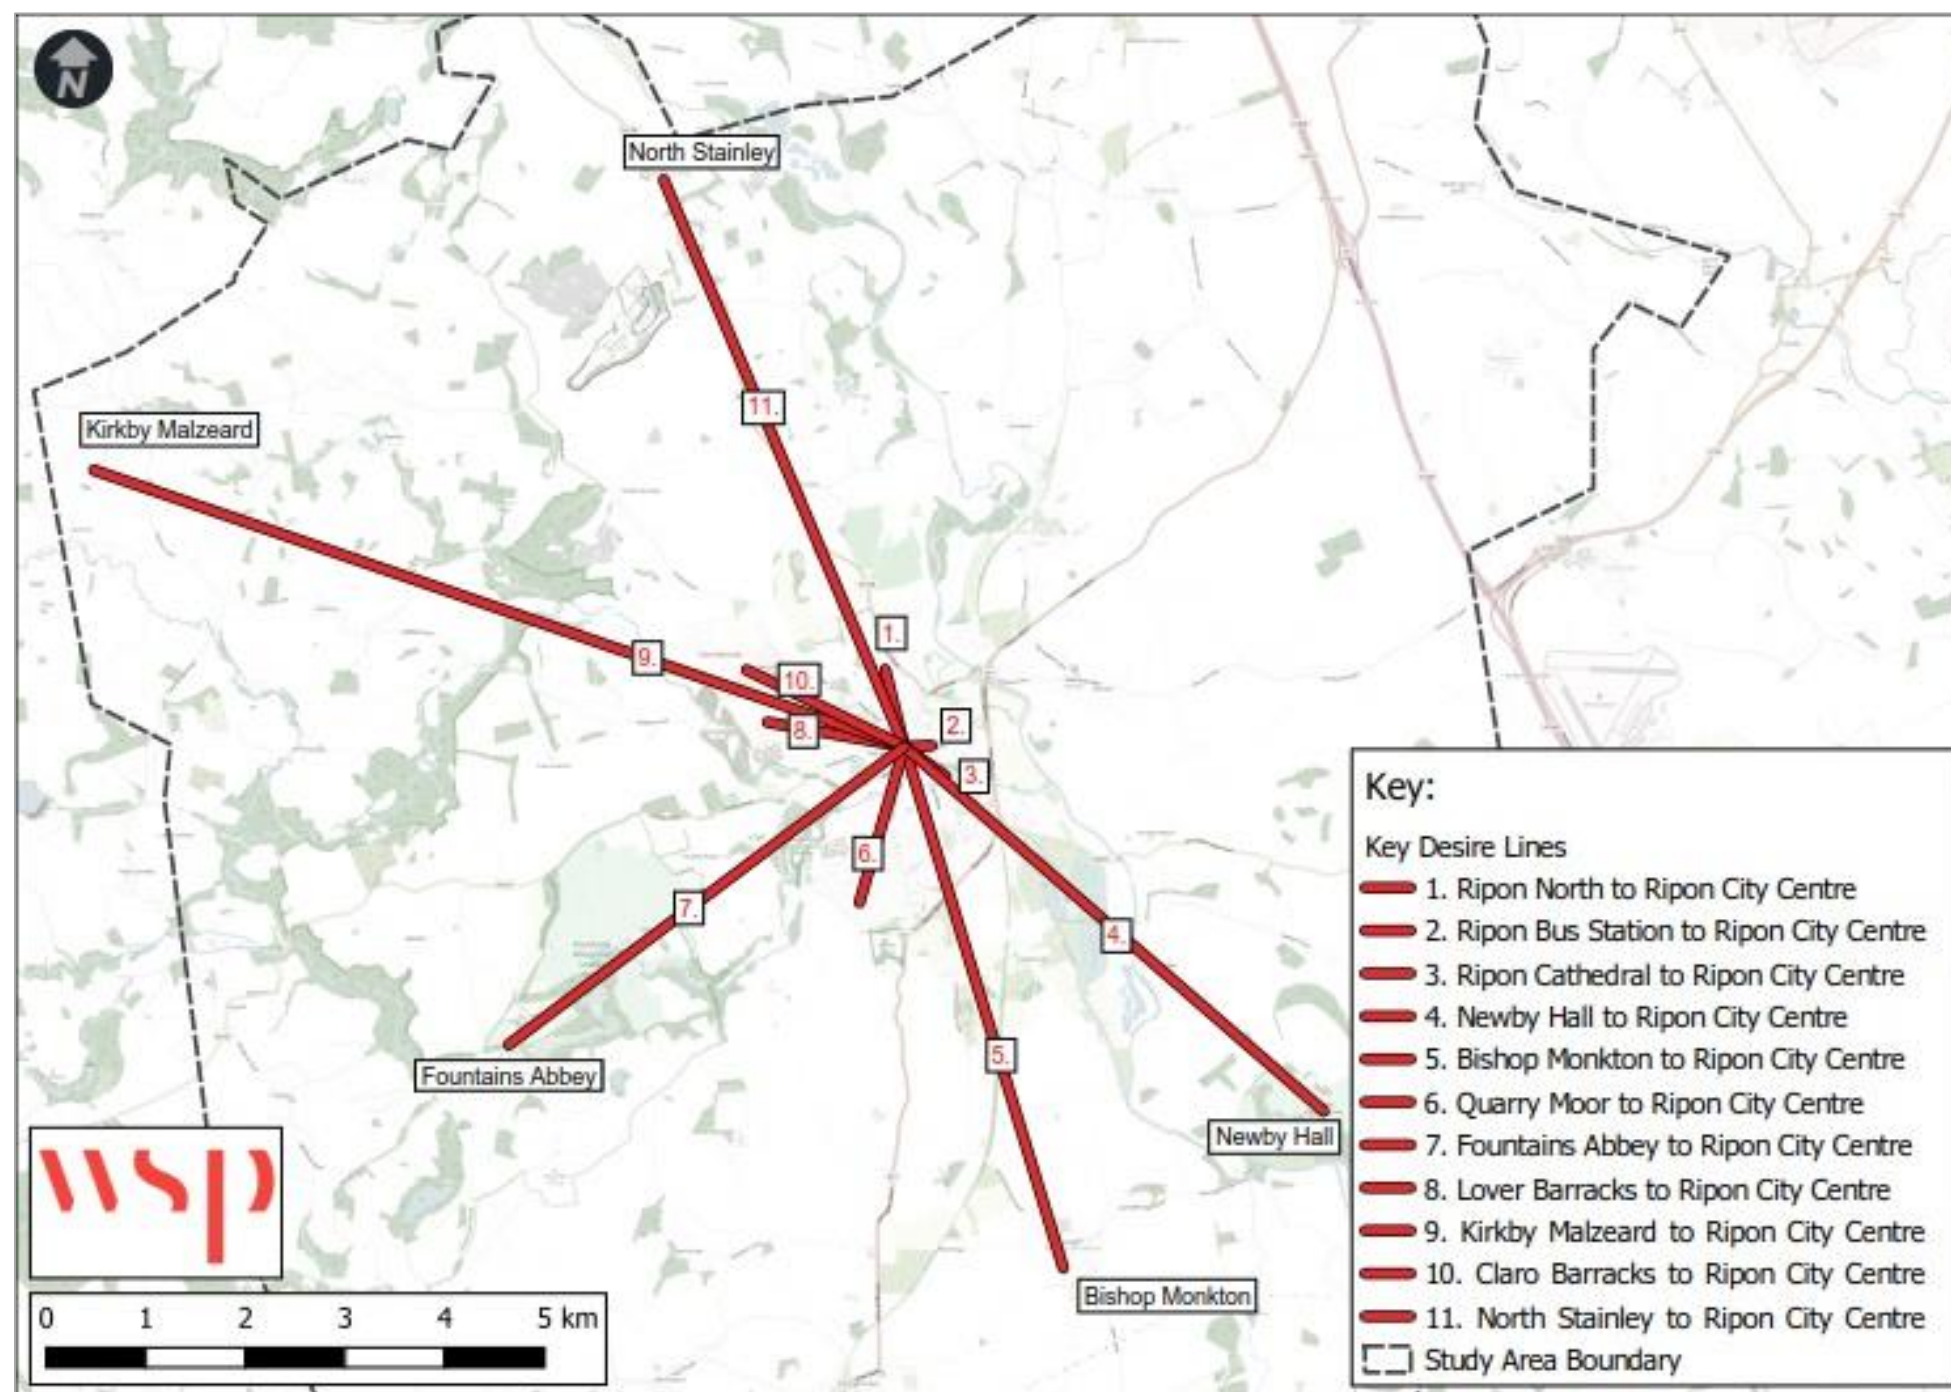 N
North Stainley
11.
Kirkby Malzeard
1.
9.
10.
2.
8.
3.
6.
7.
4.
5.
Fountains Abbey
Newby Hall
Bishop Monkton
wsp
0 1 2 3 4 5 km
Key:
Key Desire Lines
1. Ripon North to Ripon City Centre
2. Ripon Bus Station to Ripon City Centre
3. Ripon Cathedral to Ripon City Centre
4. Newby Hall to Ripon City Centre
5. Bishop Monkton to Ripon City Centre
6. Quarry Moor to Ripon City Centre
7. Fountains Abbey to Ripon City Centre
8. Lover Barracks to Ripon City Centre
9. Kirkby Malzeard to Ripon City Centre
10. Claro Barracks to Ripon City Centre
11. North Stainley to Ripon City Centre
Study Area Boundary